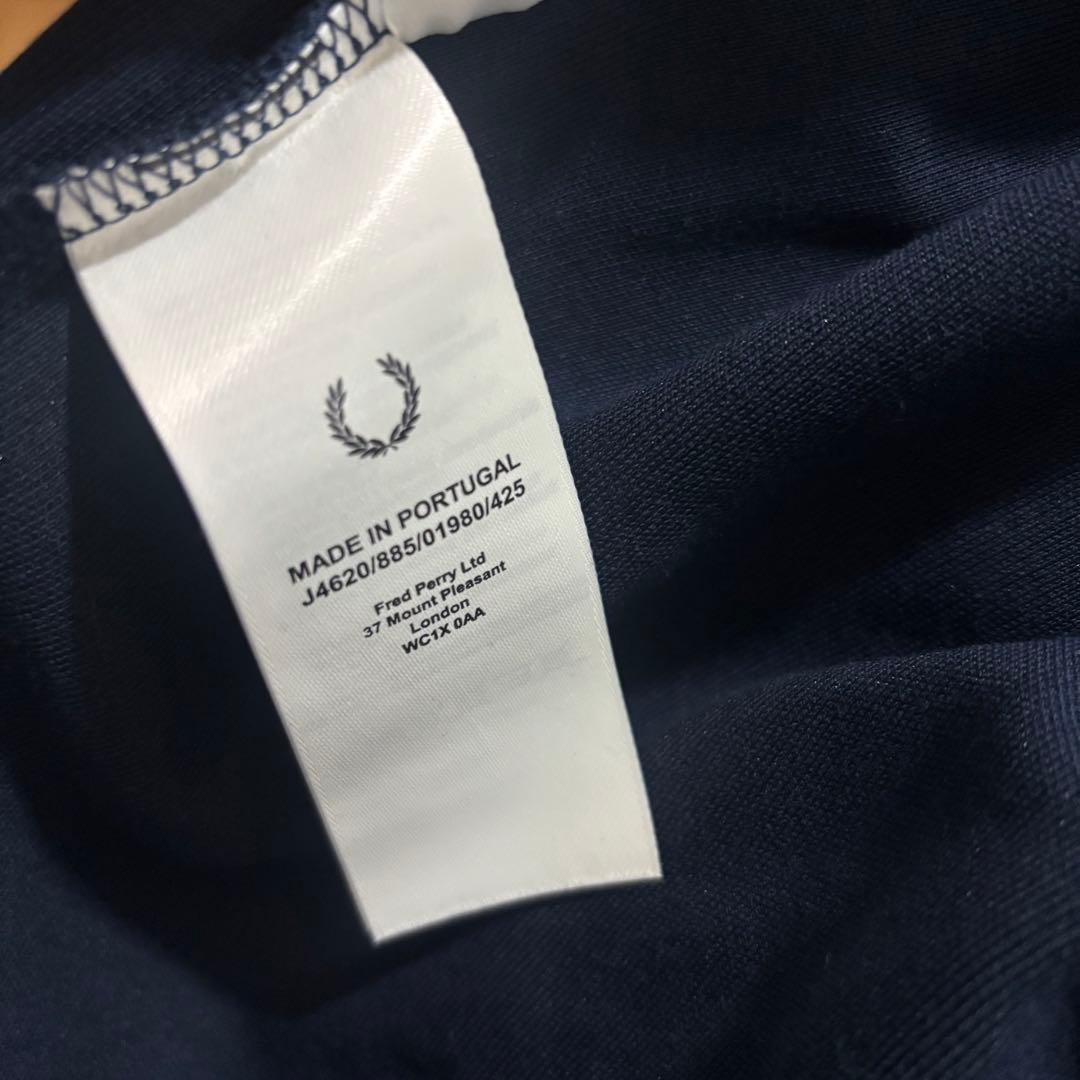 MADE IN PORTUGAL
J4620/885/01980/425
Fred Perry Ltd
37 Mount Pleasant
London
WC1X 0AA